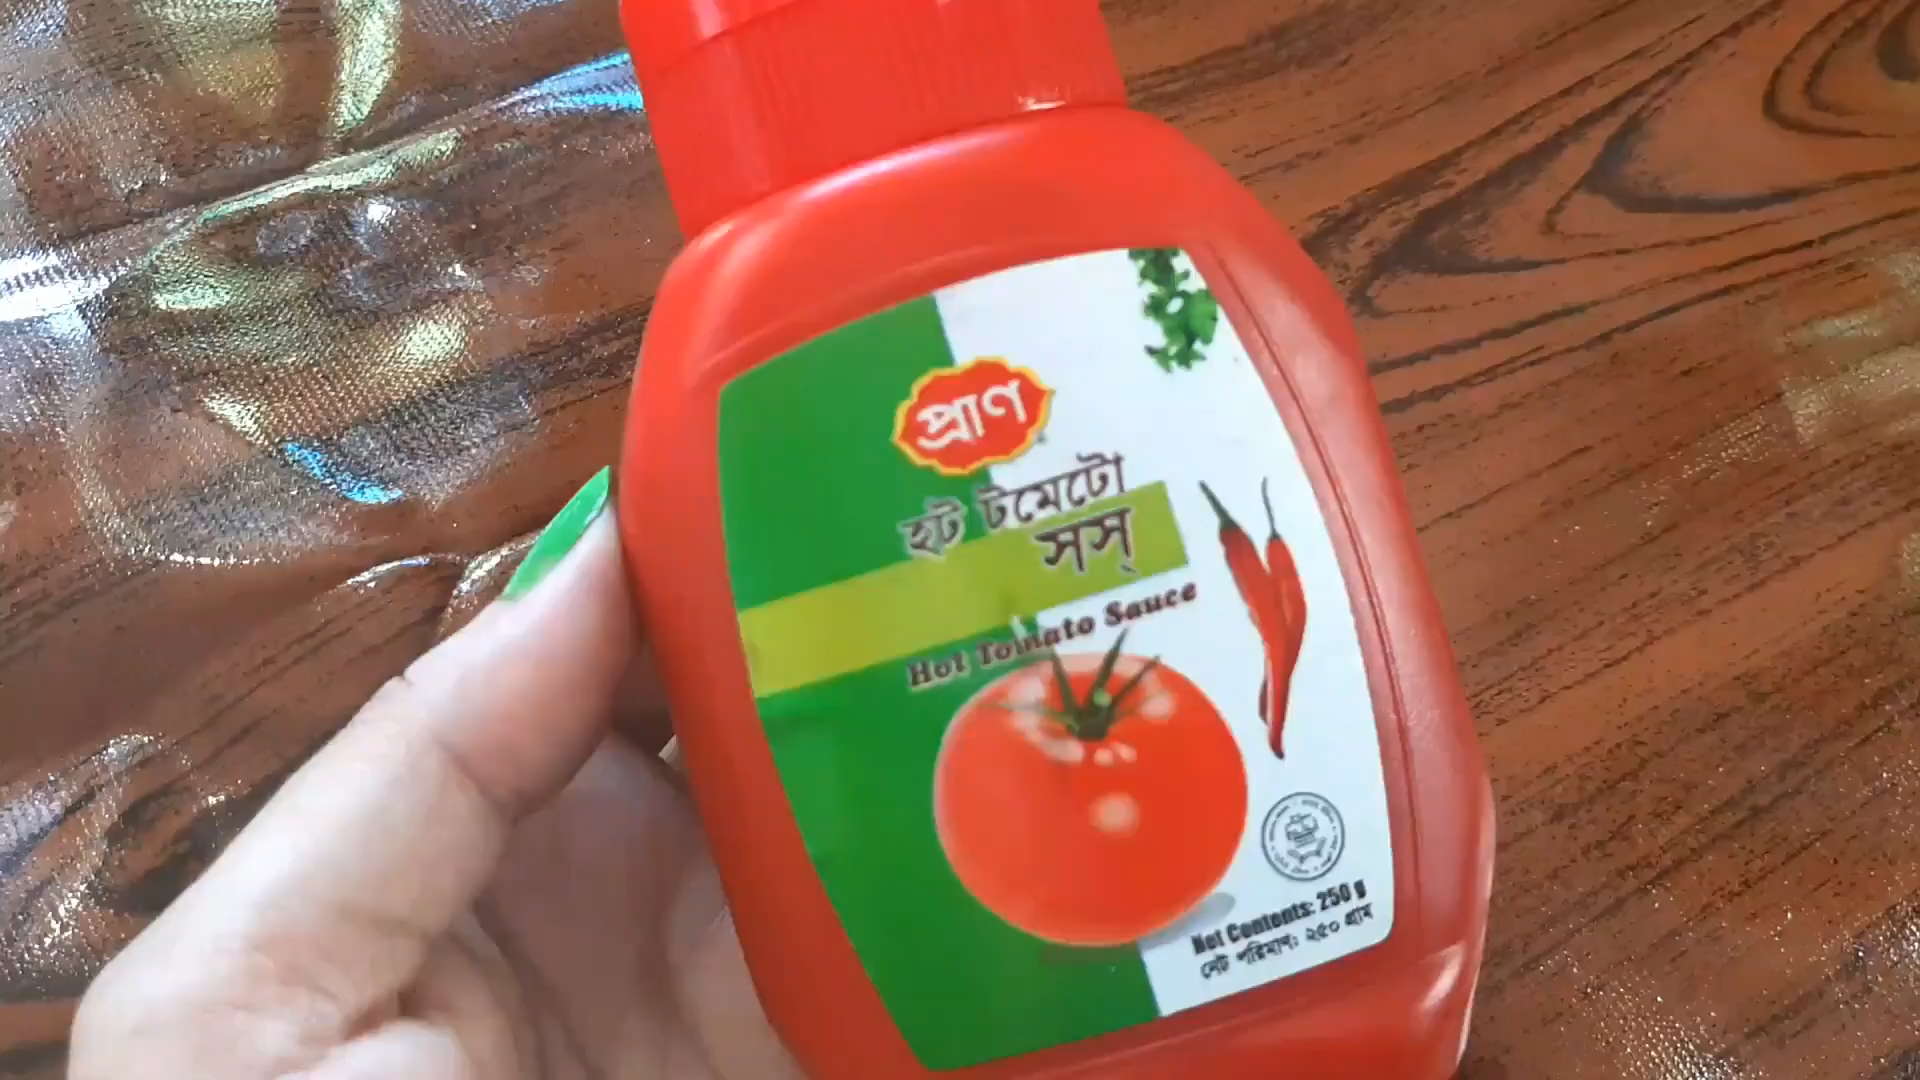 প্রাণ
হট টমেটো
সস্
Hot Tomato Sauce
Net Contents: 250 g
নেট পরিমাণ: ২৫০ গ্রাম